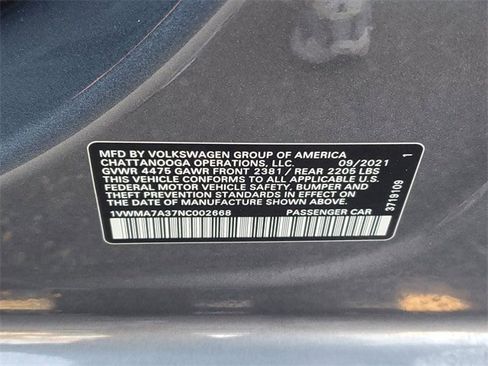 MFD BY VOLKSWAGEN GROUP OF AMERICA
CHATTANOOGA OPERATIONS, LLC. 09/2021
GVWR 4475 GAWR FRONT 2381 / REAR 2205 LBS
THIS VEHICLE CONFORMS TO ALL APPLICABLE U.S.
FEDERAL MOTOR VEHICLE SAFETY, BUMPER AND
THEFT PREVENTION STANDARDS IN EFFECT ON THE
DATE OF MANUFACTURE SHOWN ABOVE.
1VWMA7A37NC002668 PASSENGER CAR
3719109 1